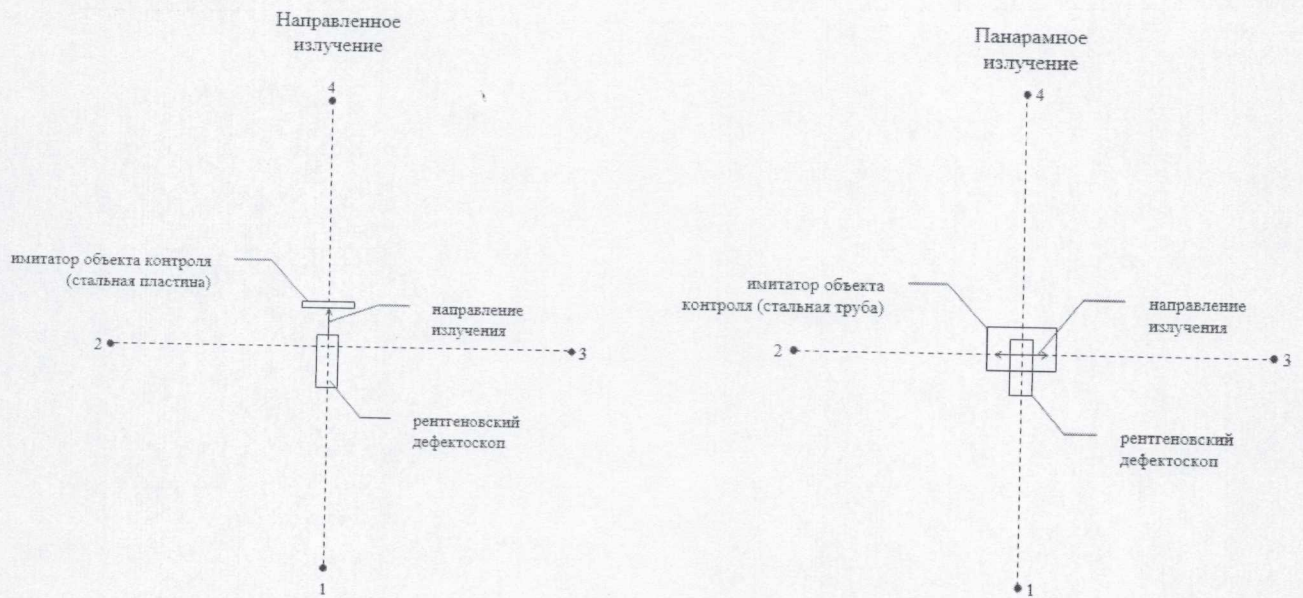 Направленное
излучение
4
имитатор объекта контроля
(стальная пластина)
направление
излучения
2
3
рентгеновский
дефектоскоп
1
Панарамное
излучение
4
имитатор объекта
контроля (стальная труба)
направление
излучения
2
3
рентгеновский
дефектоскоп
1